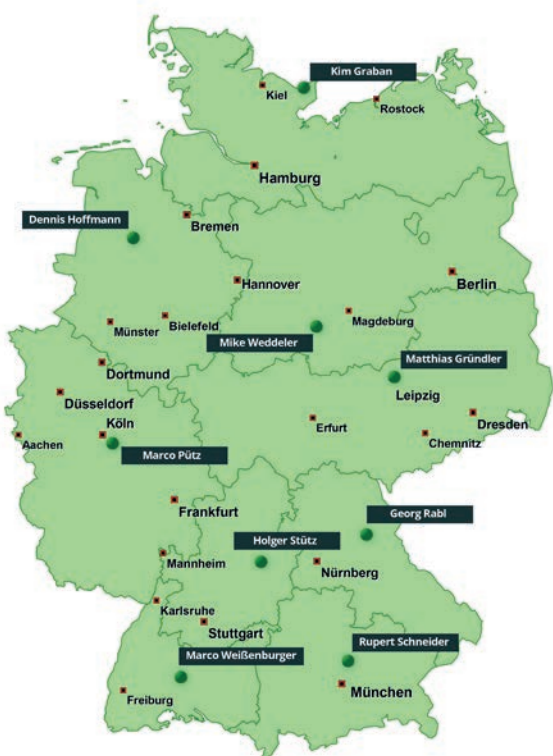 Kim Graban
Kiel
Rostock
Hamburg
Dennis Hoffmann
Bremen
Hannover
Berlin
Münster
Bielefeld
Magdeburg
Mike Weddeler
Matthias Gründler
Dortmund
Düsseldorf
Leipzig
Köln
Erfurt
Dresden
Aachen
Chemnitz
Marco Pütz
Frankfurt
Georg Rabl
Holger Stütz
Mannheim
Nürnberg
Karlsruhe
Stuttgart
Rupert Schneider
Marco Weißenburger
Freiburg
München